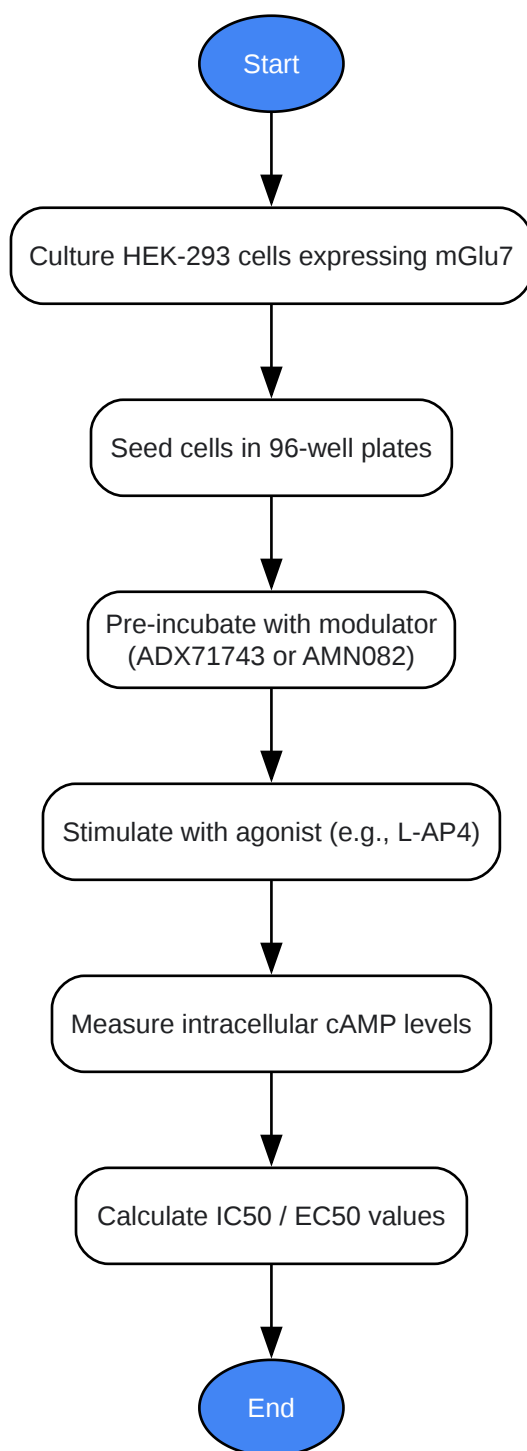 Start
Culture HEK-293 cells expressing mGlu7
Seed cells in 96-well plates
Pre-incubate with modulator
(ADX71743 or AMN082)
Stimulate with agonist (e.g., L-AP4)
Measure intracellular cAMP levels
Calculate IC50 / EC50 values
End